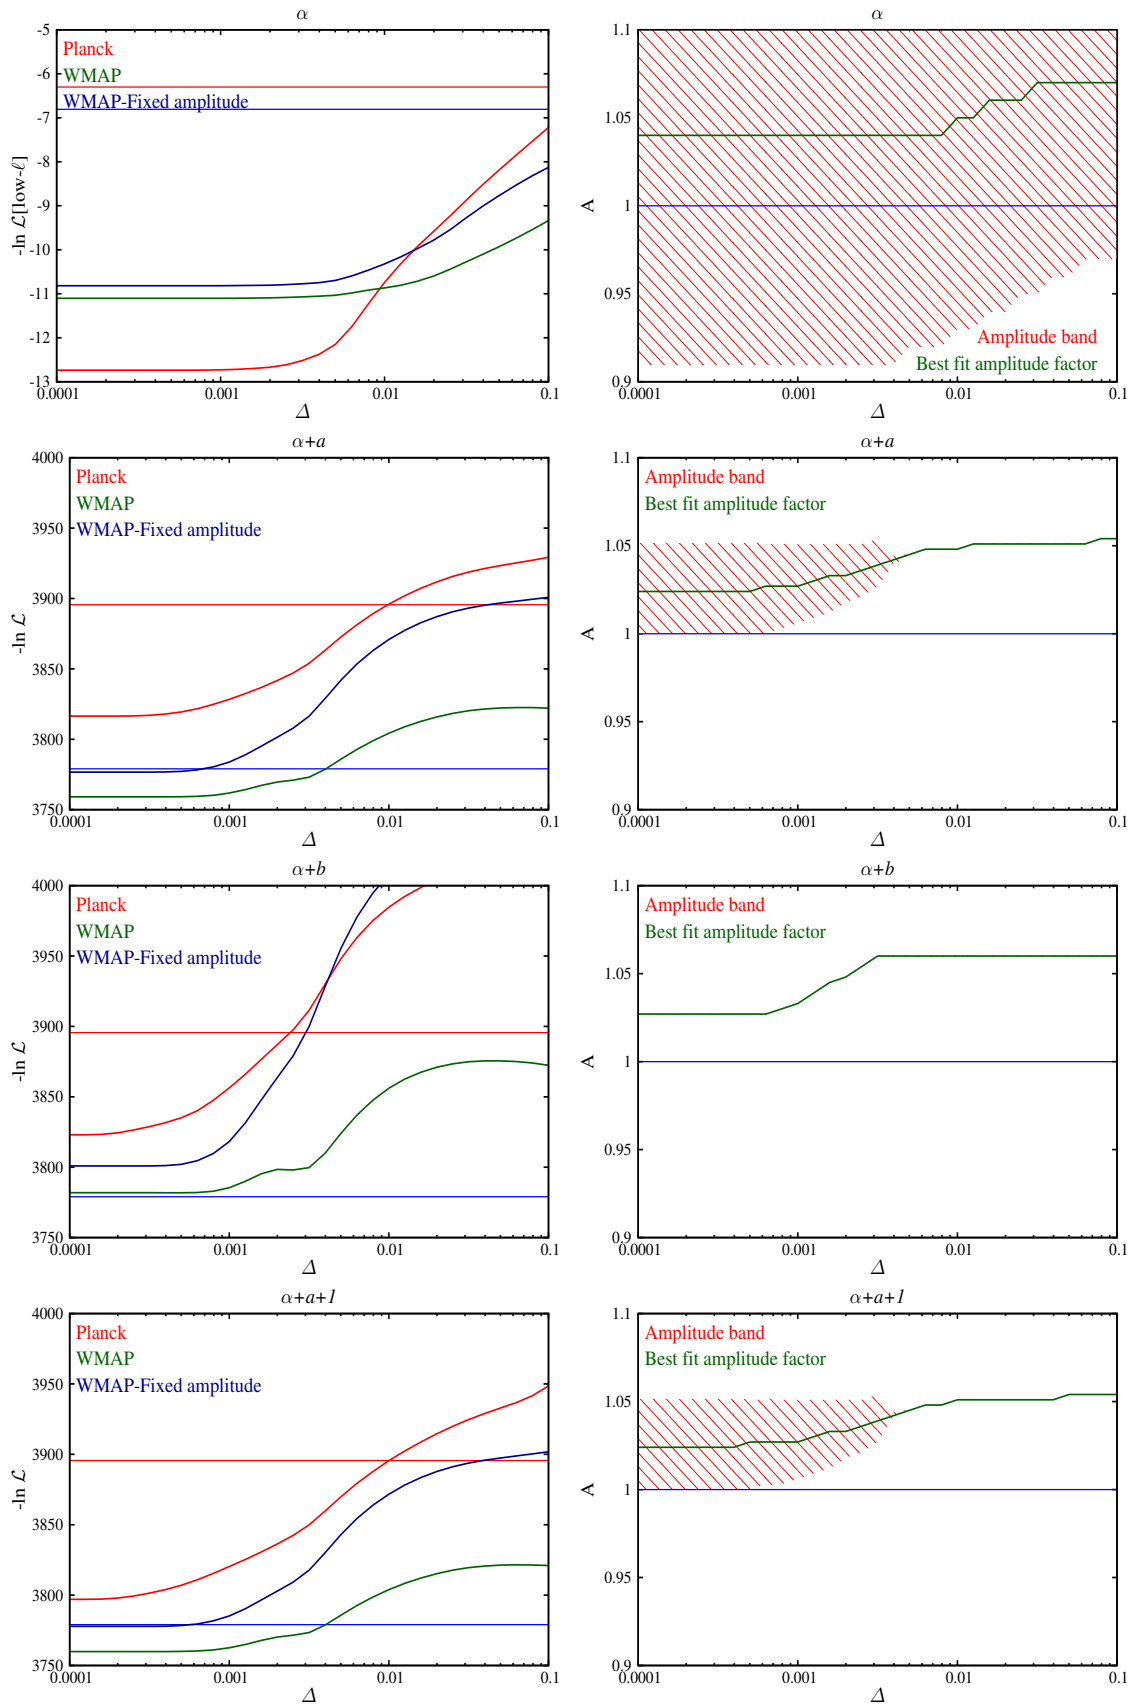 α
-ln ℒ[low-ℓ]
-5
-6
-7
-8
-9
-10
-11
-12
-13
Planck
WMAP
WMAP-Fixed amplitude
0.0001 0.001 0.01 0.1
Δ
α
A
1.1
1.05
1
0.95
0.9
Amplitude band
Best fit amplitude factor
0.0001 0.001 0.01 0.1
Δ
α+a
-ln ℒ
4000
3950
3900
3850
3800
3750
Planck
WMAP
WMAP-Fixed amplitude
0.0001 0.001 0.01 0.1
Δ
α+a
A
1.1
1.05
1
0.95
0.9
Amplitude band
Best fit amplitude factor
0.0001 0.001 0.01 0.1
Δ
α+b
-ln ℒ
4000
3950
3900
3850
3800
3750
Planck
WMAP
WMAP-Fixed amplitude
0.0001 0.001 0.01 0.1
Δ
α+b
A
1.1
1.05
1
0.95
0.9
Amplitude band
Best fit amplitude factor
0.0001 0.001 0.01 0.1
Δ
α+a+1
-ln ℒ
4000
3950
3900
3850
3800
3750
Planck
WMAP
WMAP-Fixed amplitude
0.0001 0.001 0.01 0.1
Δ
α+a+1
A
1.1
1.05
1
0.95
0.9
Amplitude band
Best fit amplitude factor
0.0001 0.001 0.01 0.1
Δ